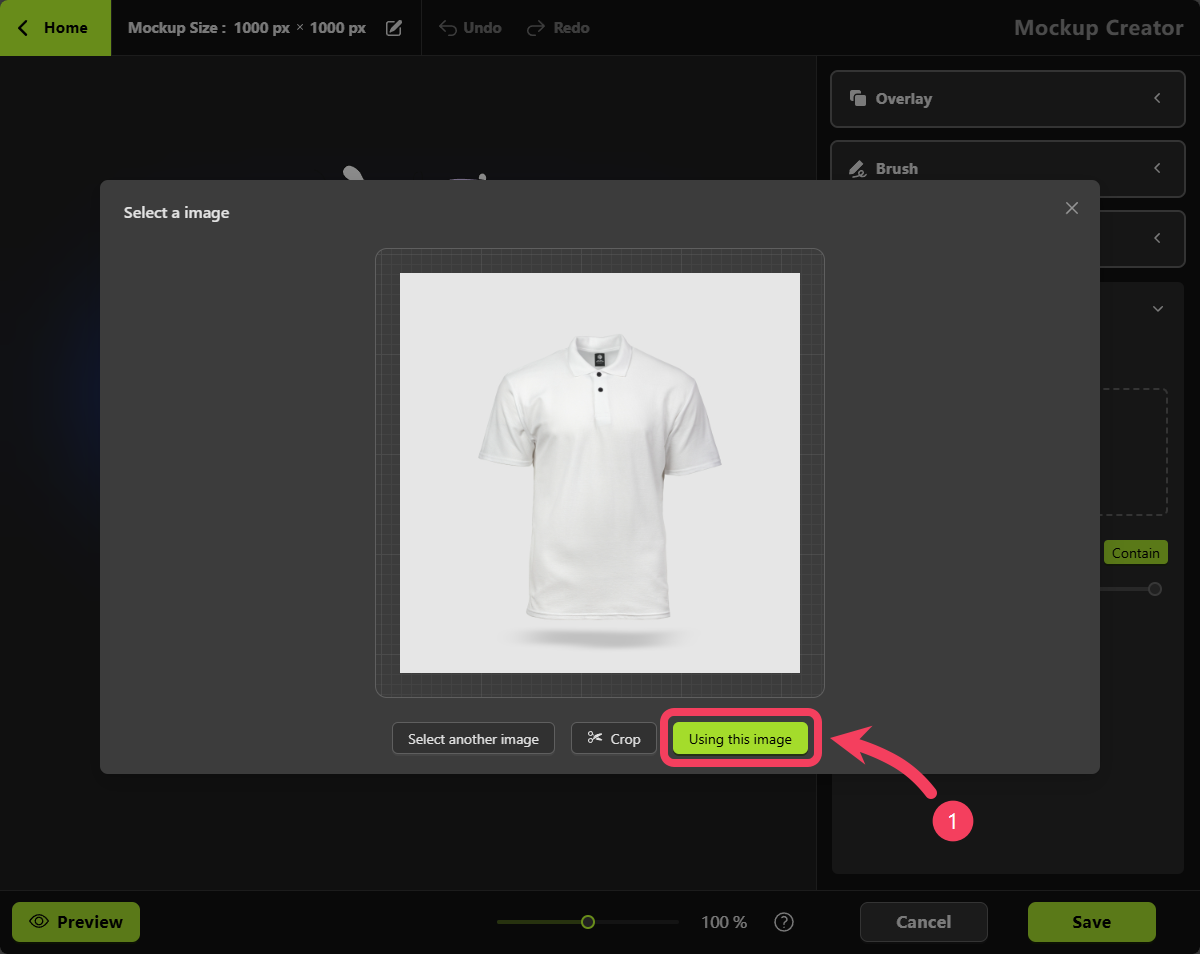 Home
Mockup Size : 1000 px × 1000 px
Undo
Redo
Mockup Creator
Overlay
Brush
Select a image
Contain
Select another image
Crop
Using this image
1
Preview
100 %
?
Cancel
Save